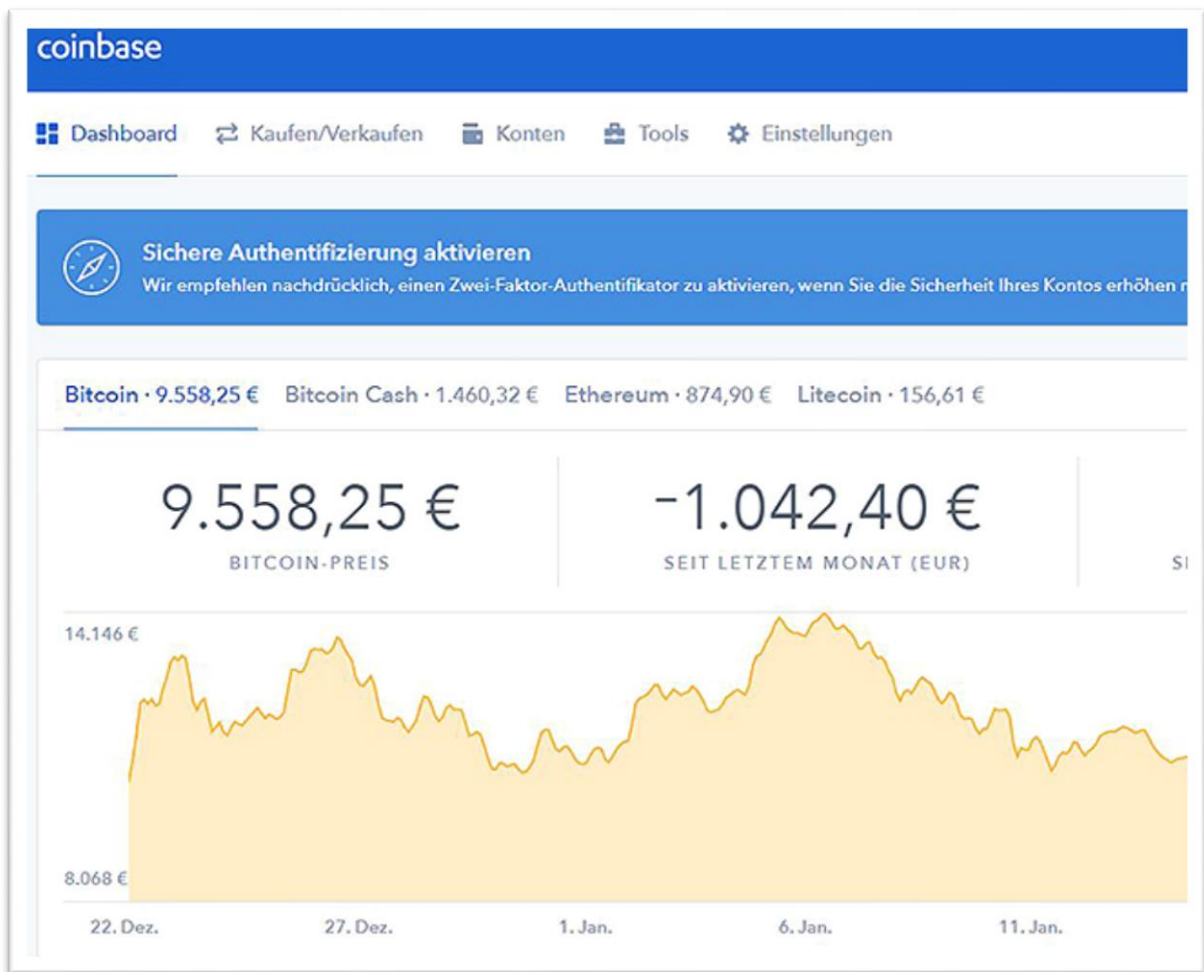 coinbase
Dashboard Kaufen/Verkaufen Konten Tools Einstellungen
Sichere Authentifizierung aktivieren
Wir empfehlen nachdrücklich, einen Zwei-Faktor-Authentifikator zu aktivieren, wenn Sie die Sicherheit Ihres Kontos erhöhen
Bitcoin · 9.558,25 € Bitcoin Cash · 1.460,32 € Ethereum · 874,90 € Litecoin · 156,61 €
9.558,25 € -1.042,40 €
BITCOIN-PREIS SEIT LETZTEM MONAT (EUR)
14.146 €
8.068 €
22. Dez. 27. Dez. 1. Jan. 6. Jan. 11. Jan.